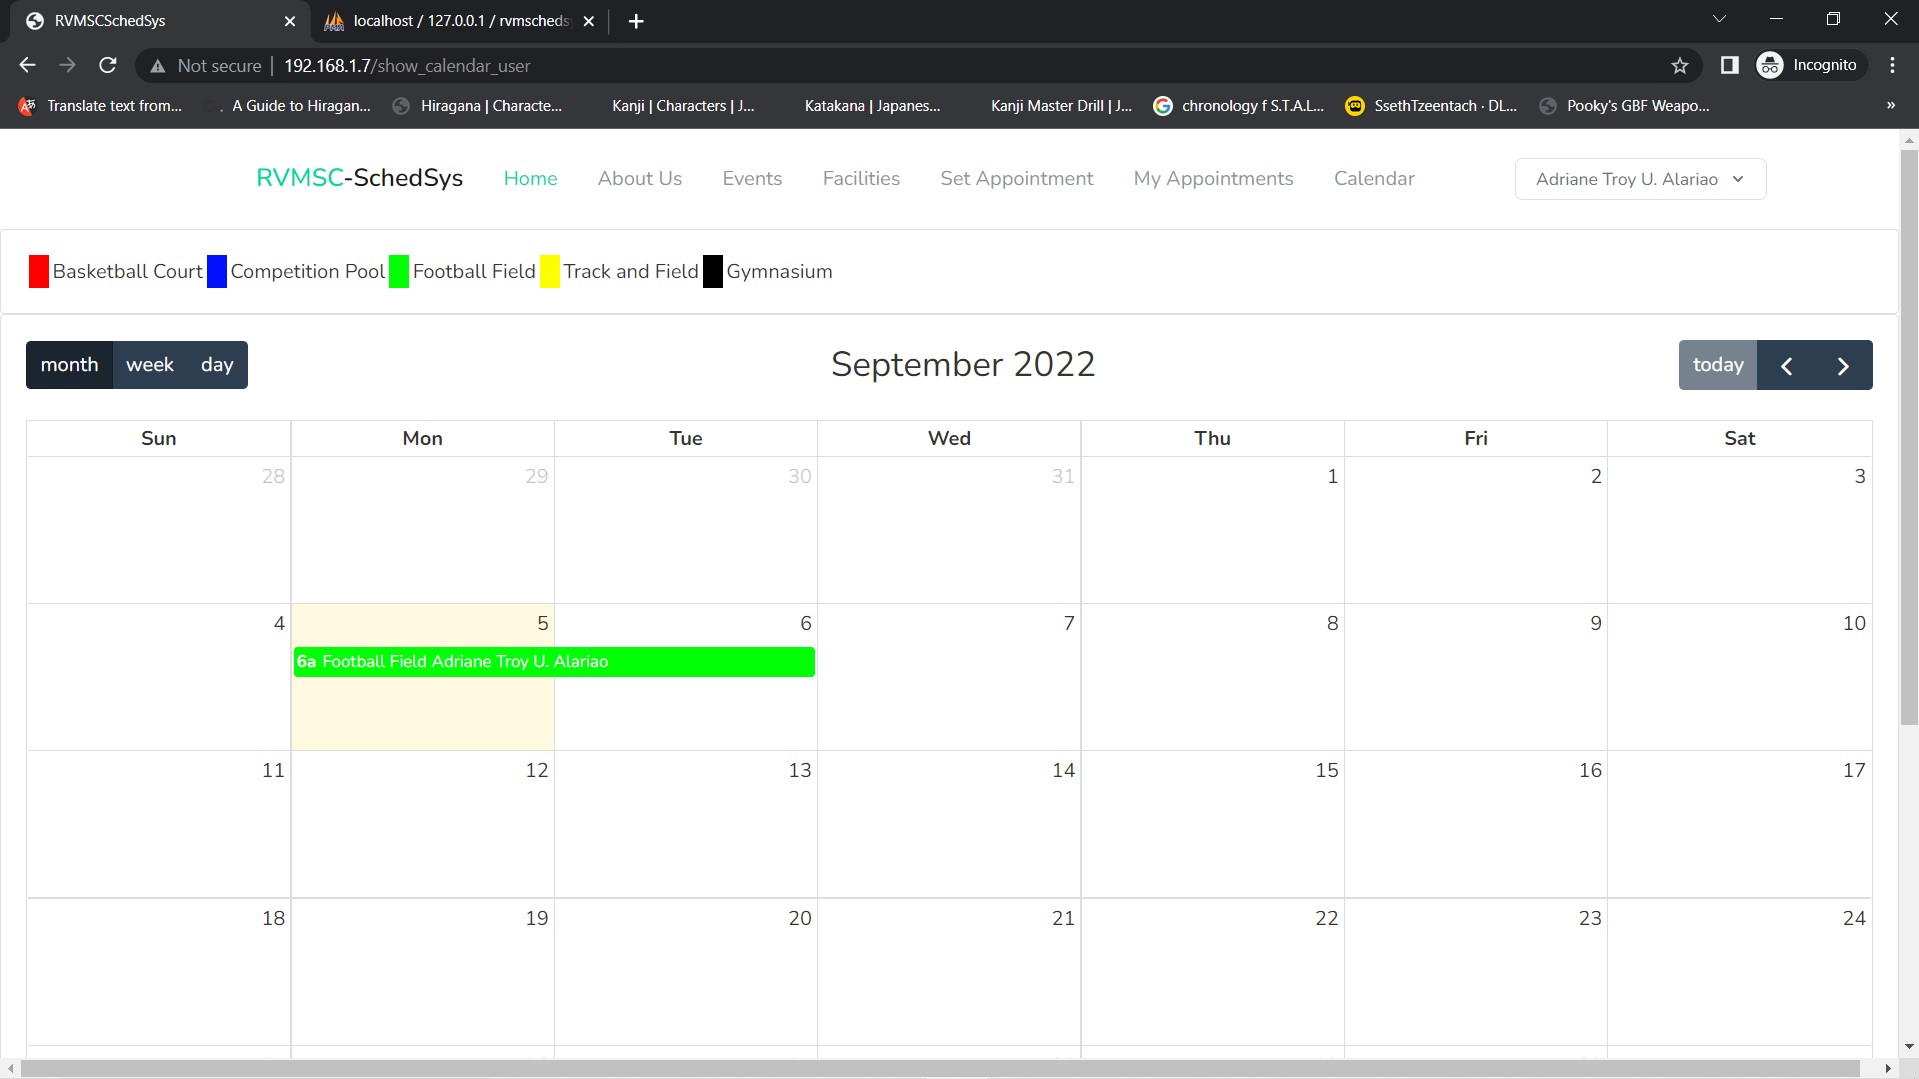 RVMSCSchedSys
localhost / 127.0.0.1 / rvmscheds
Not secure
192.168.1.7/show_calendar_user
Incognito
Translate text from...
A Guide to Hiragan...
Hiragana | Characte...
Kanji | Characters | J...
Katakana | Japanes...
Kanji Master Drill | J...
chronology f S.T.A.L...
SsethTzeentach · DL...
Pooky's GBF Weapo...
»
RVMSC-SchedSys
Home
About Us
Events
Facilities
Set Appointment
My Appointments
Calendar
Adriane Troy U. Alariao
Basketball Court
Competition Pool
Football Field
Track and Field
Gymnasium
month
week
day
September 2022
today
Sun Mon Tue Wed Thu Fri Sat
28 29 30 31 1 2 3
4 5 6 7 8 9 10
6a Football Field Adriane Troy U. Alariao
11 12 13 14 15 16 17
18 19 20 21 22 23 24